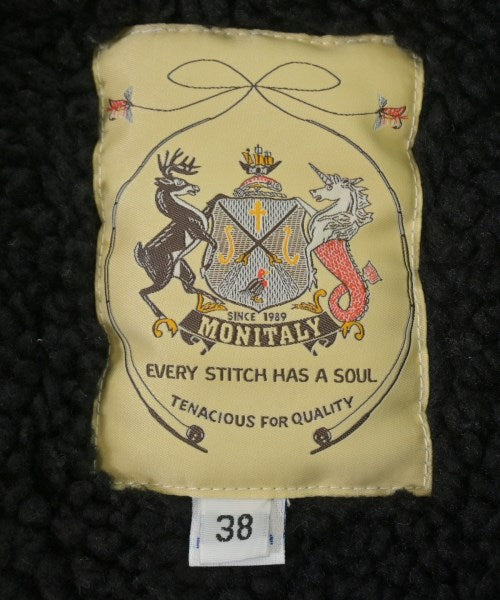 SINCE 1989
MONITALY
EVERY STITCH HAS A SOUL
TENACIOUS FOR QUALITY
38